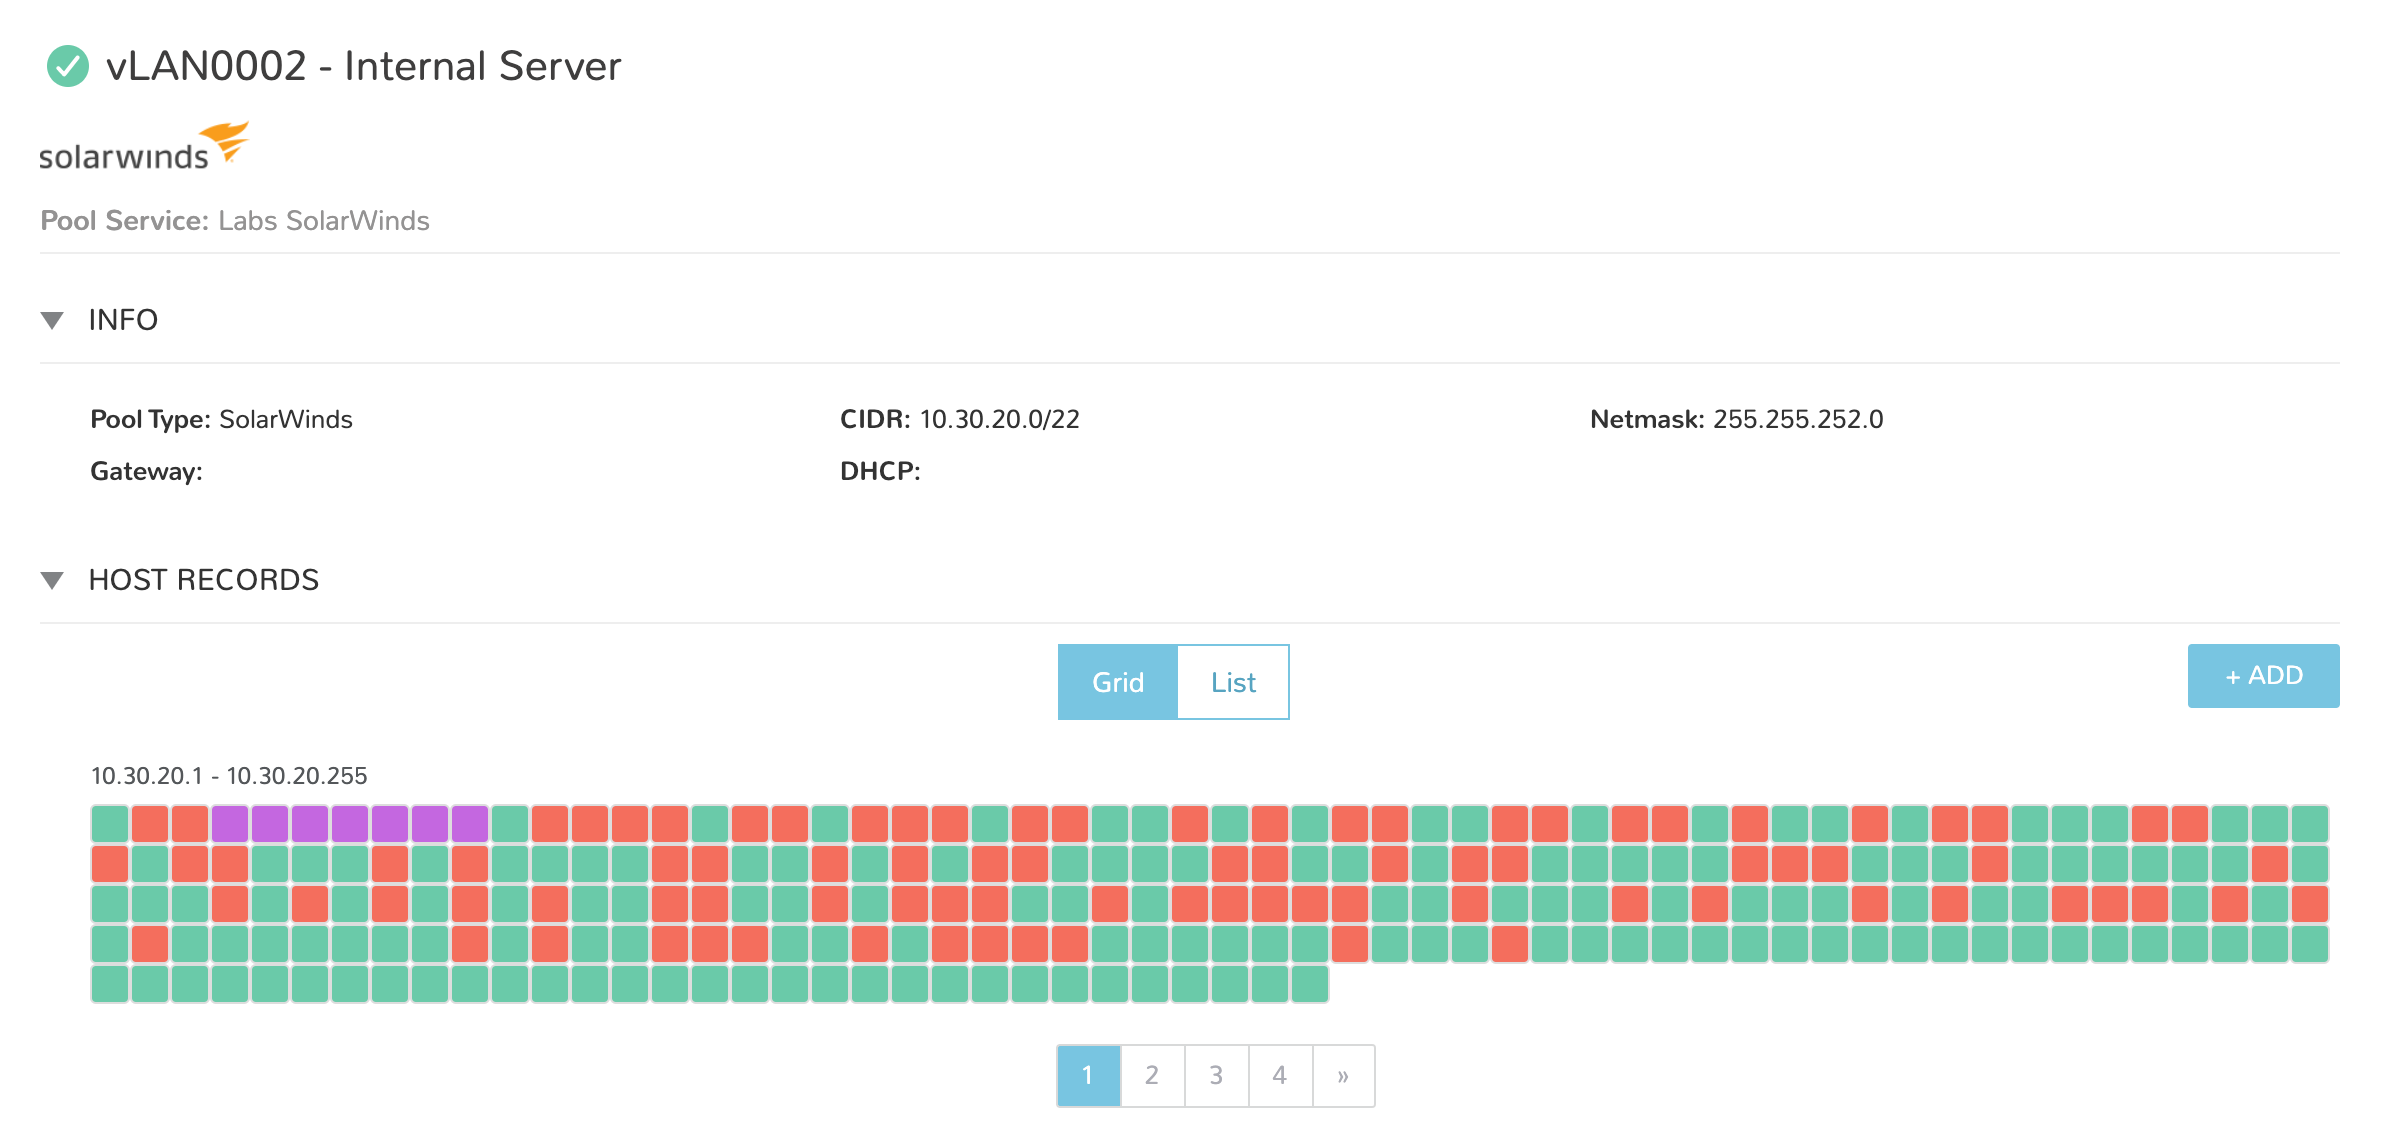 vLAN0002 - Internal Server
solarwinds
Pool Service: Labs SolarWinds
INFO
Pool Type: SolarWinds CIDR: 10.30.20.0/22 Netmask: 255.255.252.0
Gateway: DHCP:
HOST RECORDS
Grid List + ADD
10.30.20.1 - 10.30.20.255
1 2 3 4 »